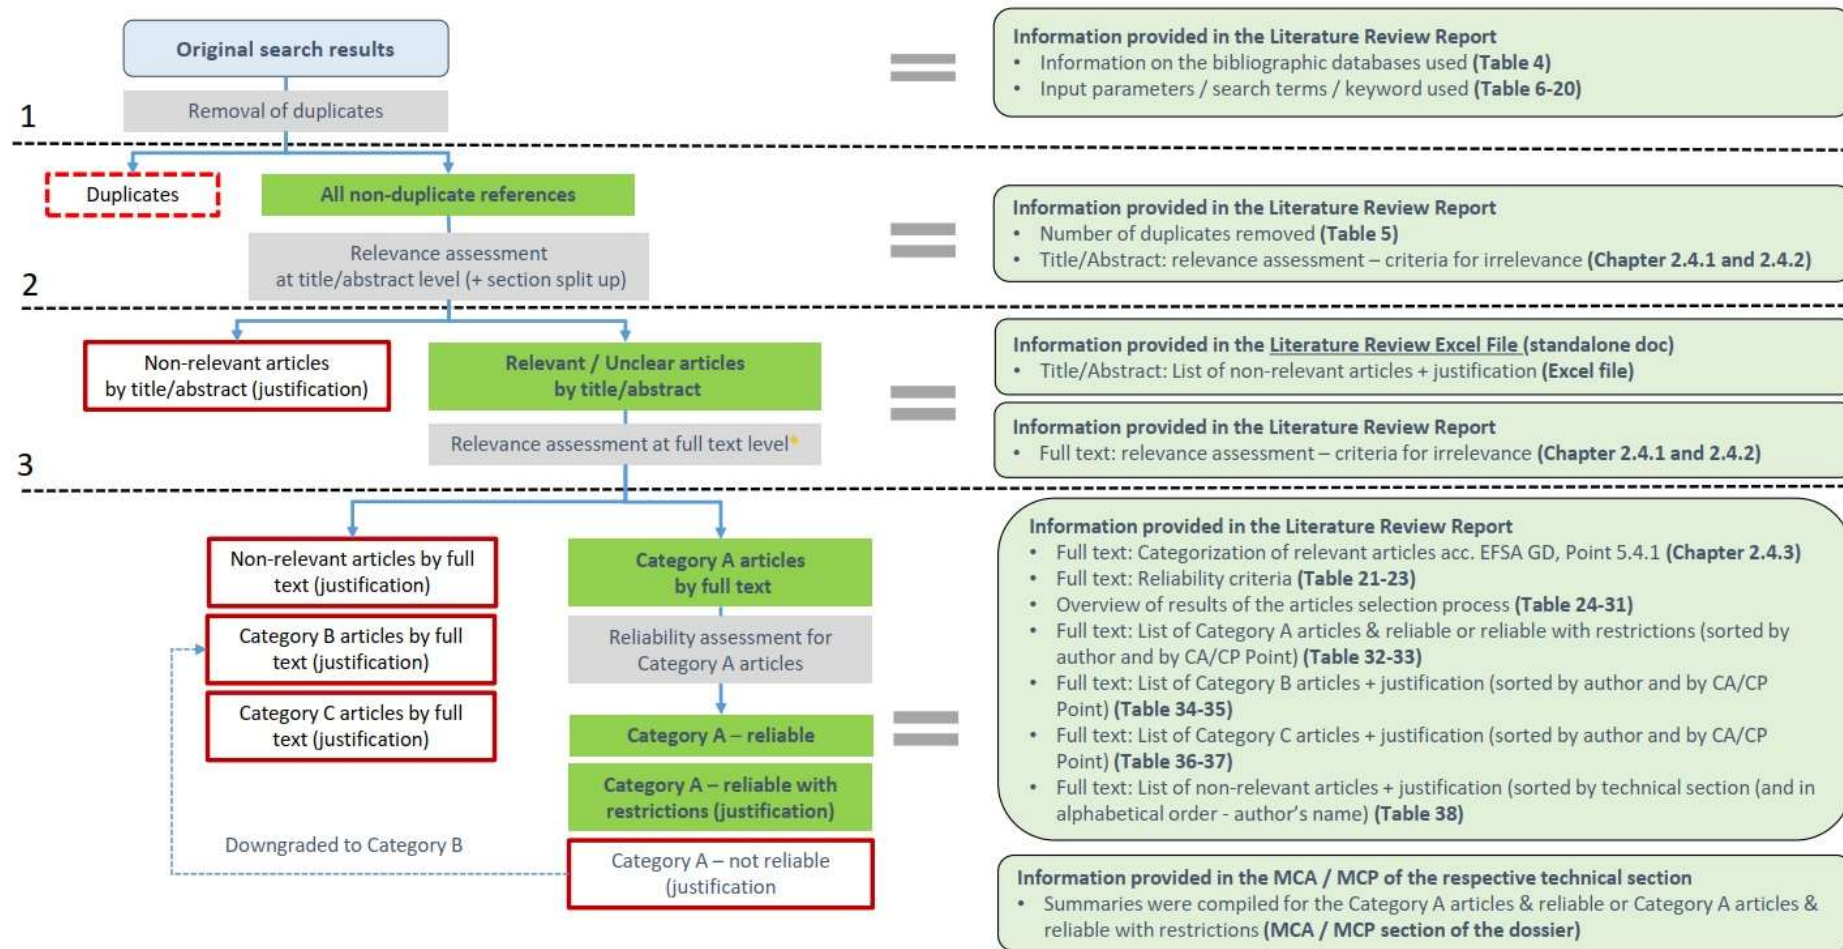 Original search results
Removal of duplicates
1
Information provided in the Literature Review Report
• Information on the bibliographic databases used (Table 4)
• Input parameters / search terms / keyword used (Table 6-20)
Duplicates
All non-duplicate references
Relevance assessment
at title/abstract level (+ section split up)
2
Information provided in the Literature Review Report
• Number of duplicates removed (Table 5)
• Title/Abstract: relevance assessment – criteria for irrelevance (Chapter 2.4.1 and 2.4.2)
Non-relevant articles
by title/abstract (justification)
Relevant / Unclear articles
by title/abstract
Relevance assessment at full text level*
3
Information provided in the Literature Review Excel File (standalone doc)
• Title/Abstract: List of non-relevant articles + justification (Excel file)
Information provided in the Literature Review Report
• Full text: relevance assessment – criteria for irrelevance (Chapter 2.4.1 and 2.4.2)
Non-relevant articles by full
text (justification)
Category B articles by full
text (justification)
Category C articles by full
text (justification)
Category A articles
by full text
Reliability assessment for
Category A articles
Category A – reliable
Category A – reliable with
restrictions (justification)
Category A – not reliable
(justification
Downgraded to Category B
Information provided in the Literature Review Report
• Full text: Categorization of relevant articles acc. EFSA GD, Point 5.4.1 (Chapter 2.4.3)
• Full text: Reliability criteria (Table 21-23)
• Overview of results of the articles selection process (Table 24-31)
• Full text: List of Category A articles & reliable or reliable with restrictions (sorted by
author and by CA/CP Point) (Table 32-33)
• Full text: List of Category B articles + justification (sorted by author and by CA/CP
Point) (Table 34-35)
• Full text: List of Category C articles + justification (sorted by author and by CA/CP
Point) (Table 36-37)
• Full text: List of non-relevant articles + justification (sorted by technical section (and in
alphabetical order - author's name) (Table 38)
Information provided in the MCA / MCP of the respective technical section
• Summaries were compiled for the Category A articles & reliable or Category A articles &
reliable with restrictions (MCA / MCP section of the dossier)